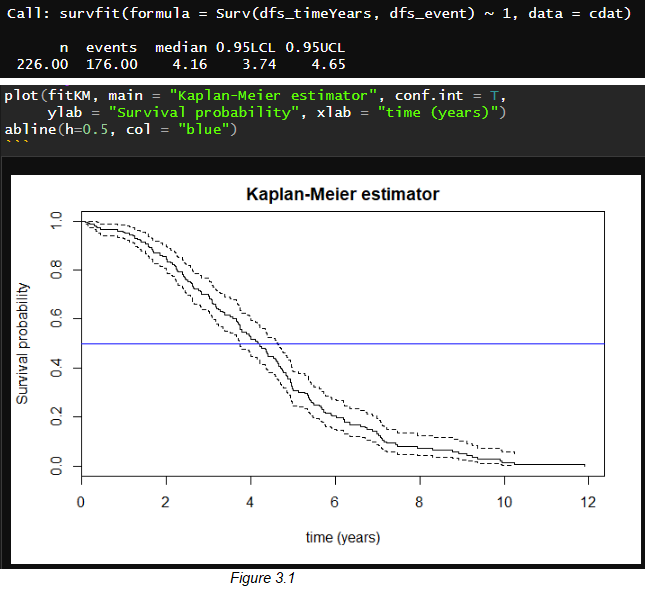 Call: survfit(formula = Surv(dfs_timeYears, dfs_event) ~ 1, data = cdat)
n events median 0.95LCL 0.95UCL
226.00 176.00 4.16 3.74 4.65
plot(fitKM, main = "Kaplan-Meier estimator", conf.int = T,
ylab = "Survival probability", xlab = "time (years)")
abline(h=0.5, col = "blue")
```
Kaplan-Meier estimator
Survival probability
1.0
0.8
0.6
0.4
0.2
0.0
0 2 4 6 8 10 12
time (years)
Figure 3.1